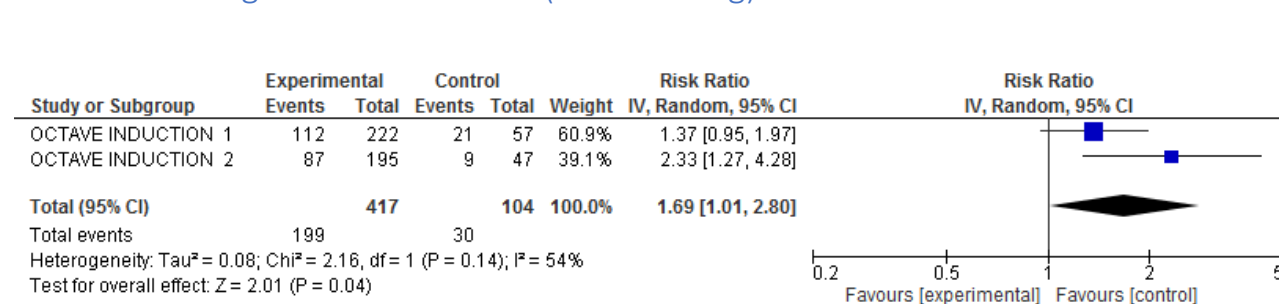 Experimental Control Risk Ratio Risk Ratio
Study or Subgroup Events Total Events Total Weight IV, Random, 95% CI IV, Random, 95% CI
OCTAVE INDUCTION 1 112 222 21 57 60.9% 1.37 [0.95, 1.97]
OCTAVE INDUCTION 2 87 195 9 47 39.1% 2.33 [1.27, 4.28]
Total (95% CI) 417 104 100.0% 1.69 [1.01, 2.80]
Total events 199 30
Heterogeneity: Tau² = 0.08; Chi² = 2.16, df = 1 (P = 0.14); I² = 54%
Test for overall effect: Z = 2.01 (P = 0.04)
0.2 0.5 1 2 5
Favours [experimental] Favours [control]